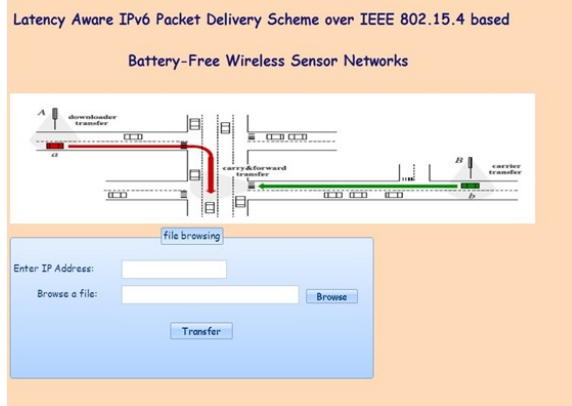 Latency Aware IPv6 Packet Delivery Scheme over IEEE 802.15.4 based
Battery-Free Wireless Sensor Networks
A
downloader
transfer
a
carry&forward
transfer
B
carrier
transfer
b
file browsing
Enter IP Address:
Browse a file:
Browse
Transfer